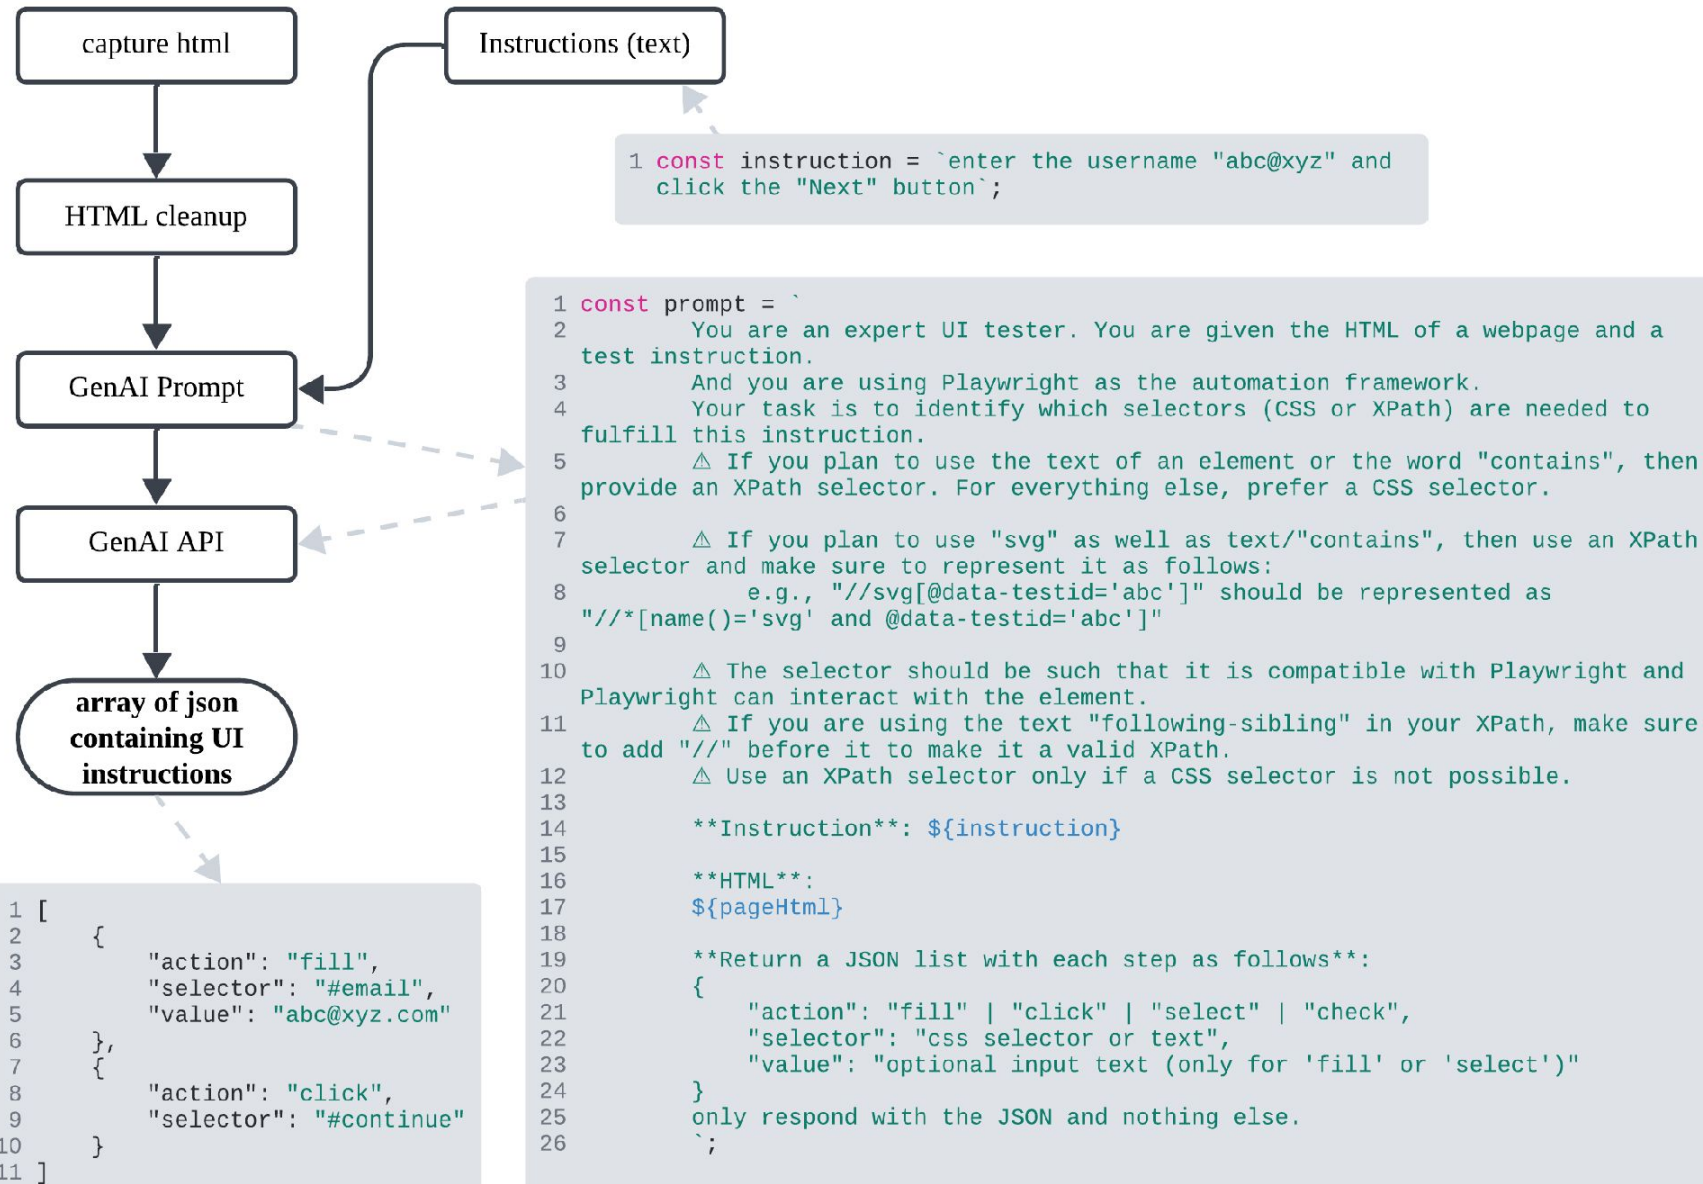 capture html
Instructions (text)
1 const instruction = `enter the username "abc@xyz" and
click the "Next" button`;
HTML cleanup
GenAI Prompt
GenAI API
array of json
containing UI
instructions
1 const prompt = `
2 You are an expert UI tester. You are given the HTML of a webpage and a
test instruction.
3 And you are using Playwright as the automation framework.
4 Your task is to identify which selectors (CSS or XPath) are needed to
fulfill this instruction.
5 ⚠ If you plan to use the text of an element or the word "contains", then
provide an XPath selector. For everything else, prefer a CSS selector.
6
7 ⚠ If you plan to use "svg" as well as text/"contains", then use an XPath
selector and make sure to represent it as follows:
8 e.g., "//svg[@data-testid='abc']" should be represented as
"//*[name()='svg' and @data-testid='abc']"
9
10 ⚠ The selector should be such that it is compatible with Playwright and
Playwright can interact with the element.
11 ⚠ If you are using the text "following-sibling" in your XPath, make sure
to add "//" before it to make it a valid XPath.
12 ⚠ Use an XPath selector only if a CSS selector is not possible.
13
14 **Instruction**: ${instruction}
15
16 **HTML**:
17 ${pageHtml}
18
19 **Return a JSON list with each step as follows**:
20 {
21 "action": "fill" | "click" | "select" | "check",
22 "selector": "css selector or text",
23 "value": "optional input text (only for 'fill' or 'select')"
24 }
25 only respond with the JSON and nothing else.
26 `;
1 [
2 {
3 "action": "fill",
4 "selector": "#email",
5 "value": "abc@xyz.com"
6 },
7 {
8 "action": "click",
9 "selector": "#continue"
10 }
11 ]